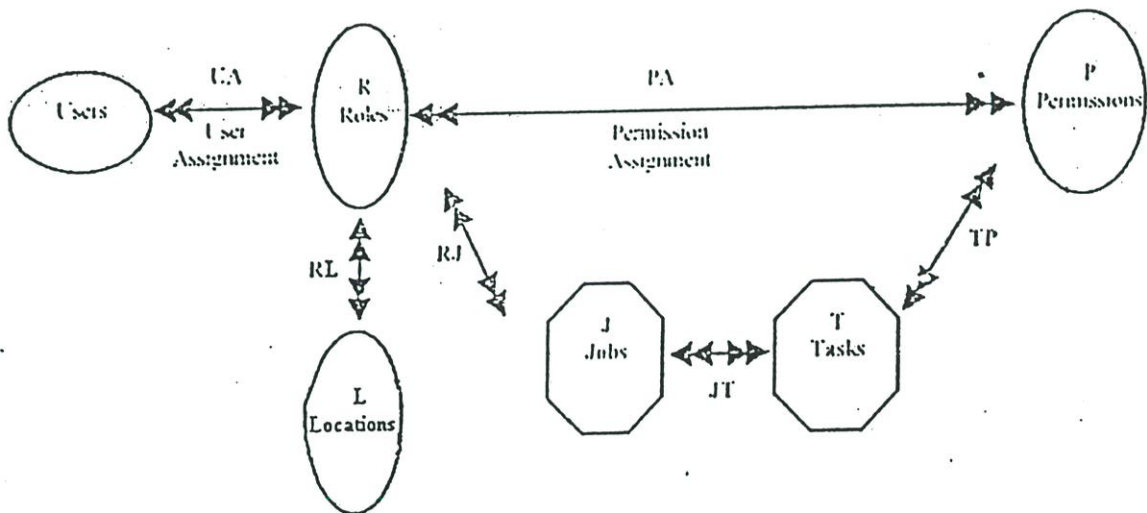 Users
UA
User
Assignment
R
Roles
PA
Permission
Assignment
P
Permissions
RL
RJ
TP
L
Locations
J
Jobs
JT
T
Tasks